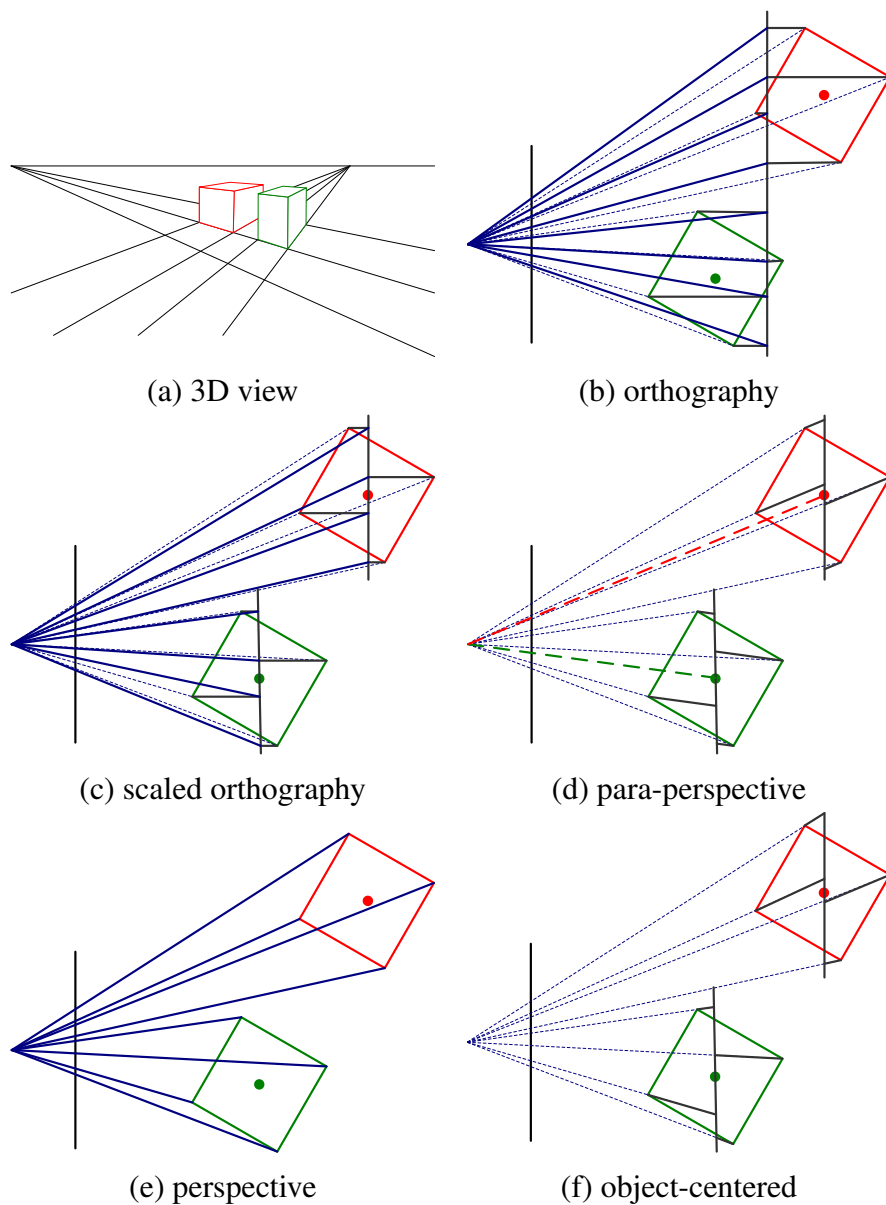 (a) 3D view
(b) orthography
(c) scaled orthography
(d) para-perspective
(e) perspective
(f) object-centered